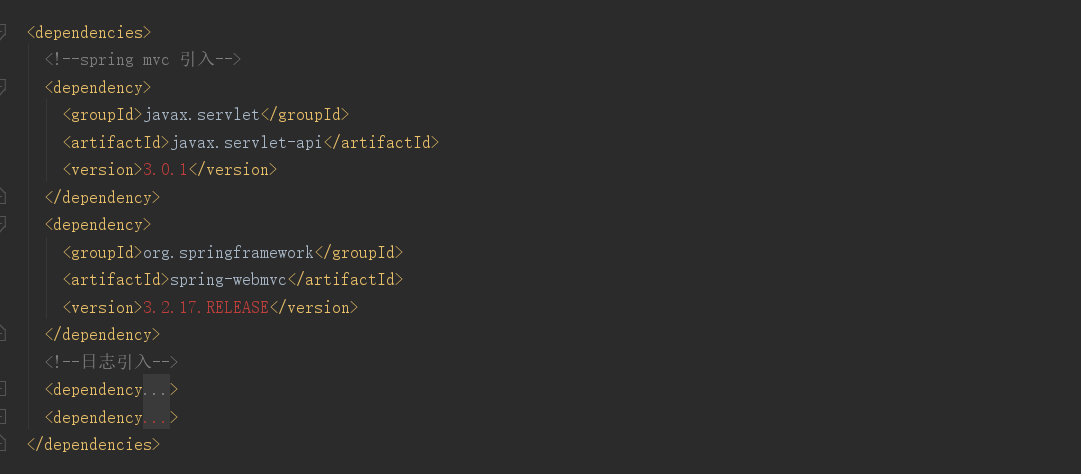 <dependencies>
<!--spring mvc 引入-->
<dependency>
<groupId>javax.servlet</groupId>
<artifactId>javax.servlet-api</artifactId>
<version>3.0.1</version>
</dependency>
<dependency>
<groupId>org.springframework</groupId>
<artifactId>spring-webmvc</artifactId>
<version>3.2.17.RELEASE</version>
</dependency>
<!--日志引入-->
<dependency...>
<dependency...>
</dependencies>